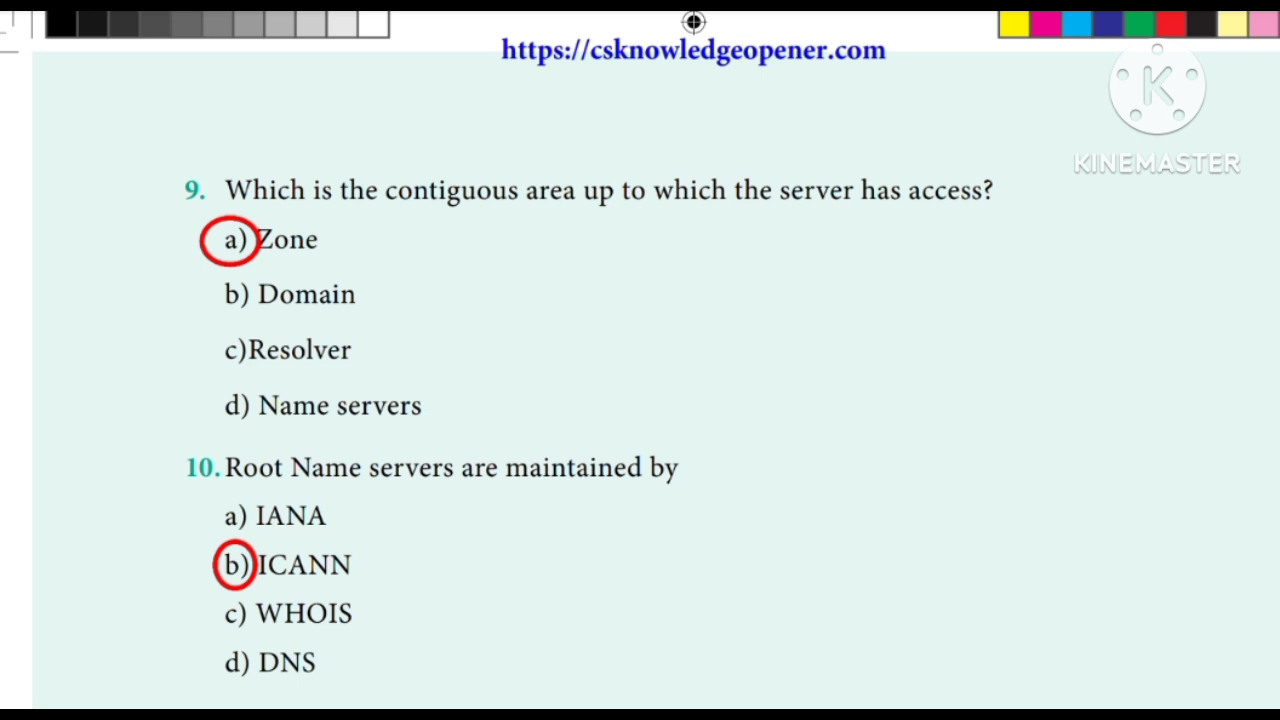 https://csknowledgeopener.com
K
KINEMASTER
9. Which is the contiguous area up to which the server has access?
a) Zone
b) Domain
c)Resolver
d) Name servers
10. Root Name servers are maintained by
a) IANA
b) ICANN
c) WHOIS
d) DNS